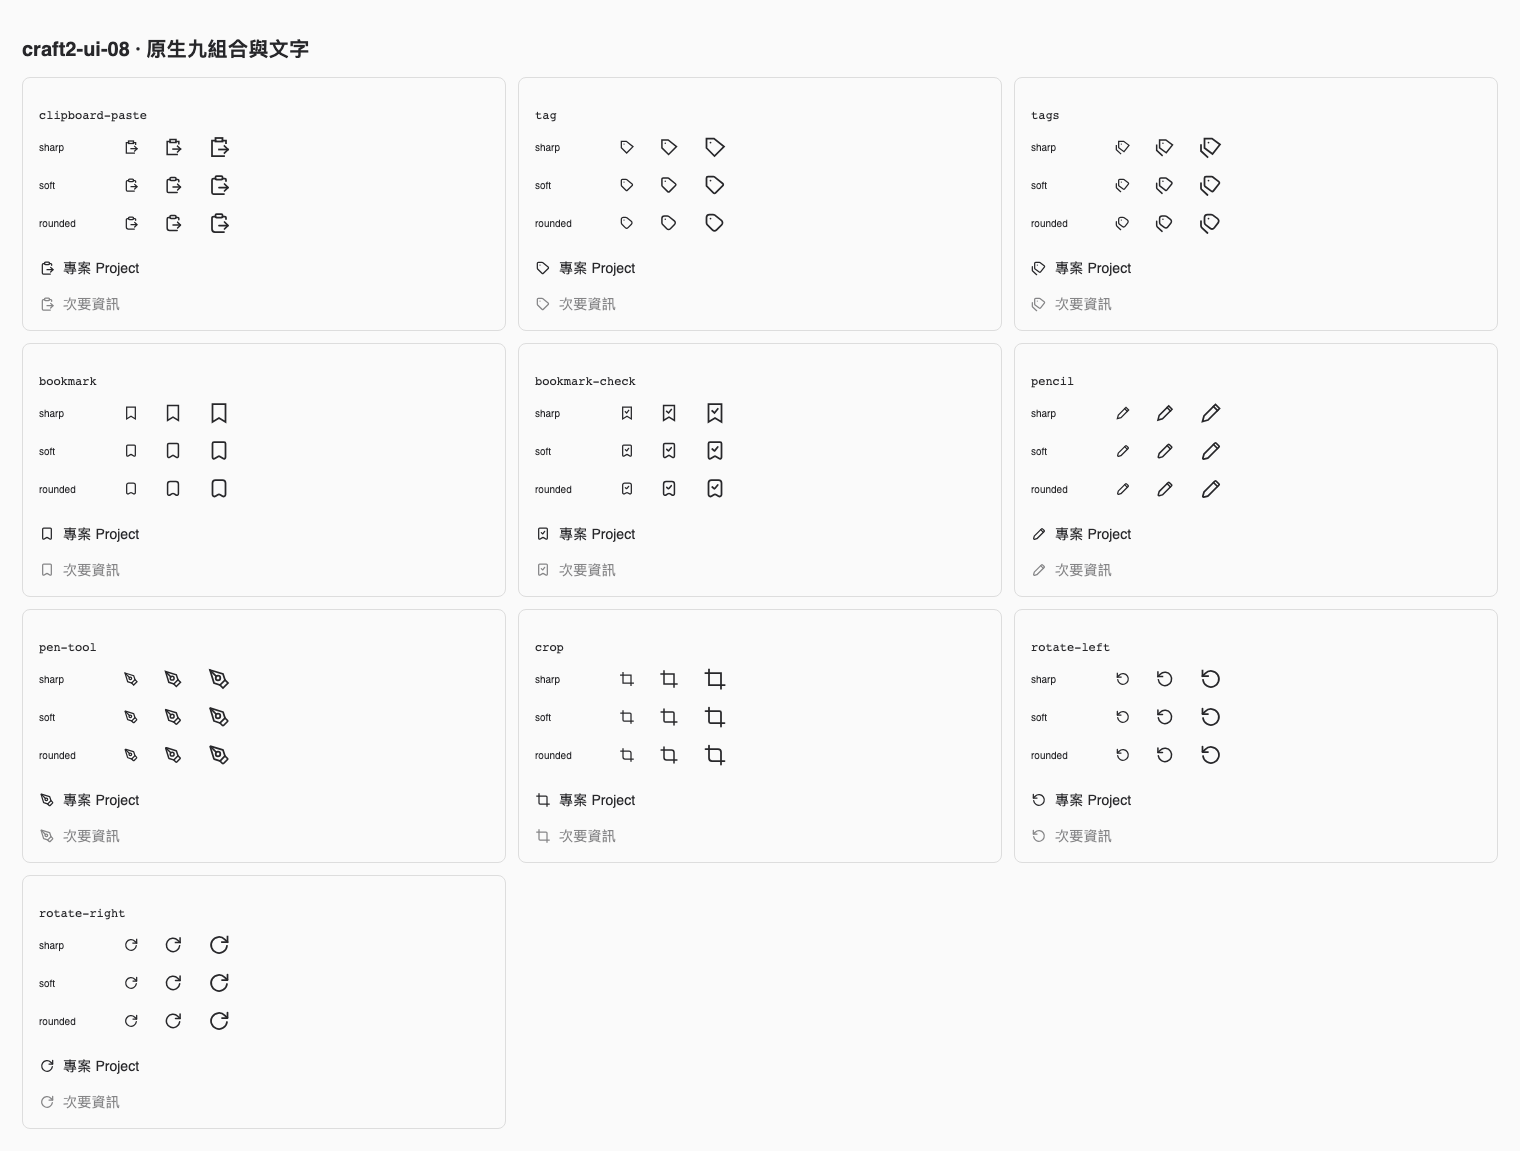 craft2-ui-08 · 原生九組合與文字
clipboard-paste
sharp
soft
rounded
專案 Project
次要資訊
tag
sharp
soft
rounded
專案 Project
次要資訊
tags
sharp
soft
rounded
專案 Project
次要資訊
bookmark
sharp
soft
rounded
專案 Project
次要資訊
bookmark-check
sharp
soft
rounded
專案 Project
次要資訊
pencil
sharp
soft
rounded
專案 Project
次要資訊
pen-tool
sharp
soft
rounded
專案 Project
次要資訊
crop
sharp
soft
rounded
專案 Project
次要資訊
rotate-left
sharp
soft
rounded
專案 Project
次要資訊
rotate-right
sharp
soft
rounded
專案 Project
次要資訊